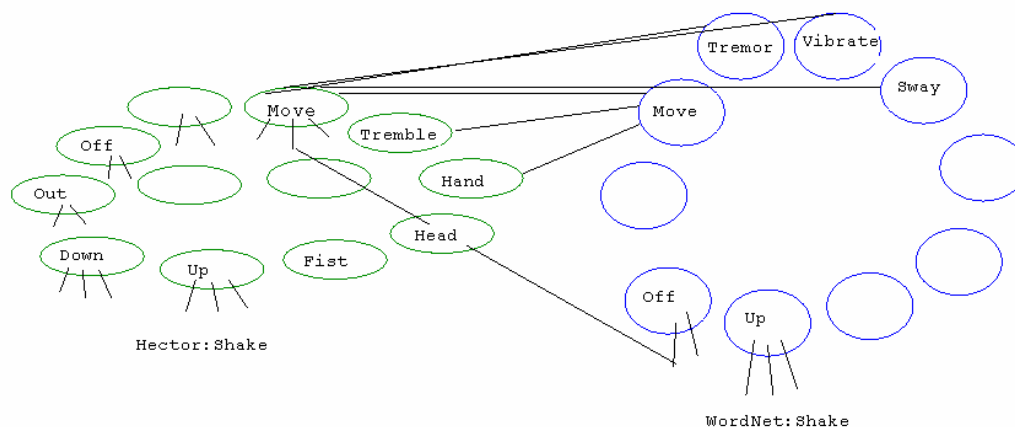 Tremor
Vibrate
Sway
Move
Move
Tremble
Off
Hand
Out
Head
Down
Up
Fist
Off
Up
Hector:Shake
WordNet:Shake